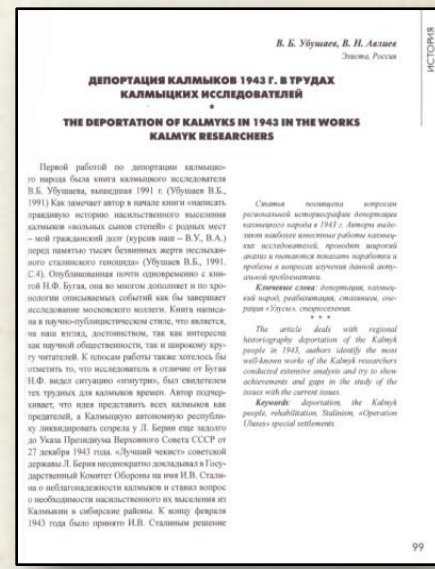 В. Б. Убушаев, В. Н. Авлиев
Элиста, Россия
ИСТОРИЯ
ДЕПОРТАЦИЯ КАЛМЫКОВ 1943 Г. В ТРУДАХ
КАЛМЫЦКИХ ИССЛЕДОВАТЕЛЕЙ
•
THE DEPORTATION OF KALMYKS IN 1943 IN THE WORKS
KALMYK RESEARCHERS
Первой работой по депортации калмыцко-
го народа была книга калмыцкого исследователя
В.Б. Убушаева, вышедшая 1991 г. (Убушаев В.Б.,
1991) Как замечает автор в начале книги «написать
правдивую историю насильственного выселения
калмыков «вольных сынов степей» с родных мест
– мой гражданский долг (курсив наш – В.У., В.А.)
перед памятью тысяч безвинных жертв неслыхан-
ного сталинского геноцида» (Убушаев В.Б., 1991.
С.4). Опубликованная почти одновременно с кни-
гой Н.Ф. Бугая, она во многом дополняет и по хро-
нологии описываемых событий как бы завершает
исследование московского коллеги. Книга написа-
на в научно-публицистическом стиле, что является,
на наш взгляд, достоинством, так как интересна
как научной общественности, так и широкому кру-
гу читателей. К плюсам работы также хотелось бы
отметить то, что исследователь в отличие от Бугая
Н.Ф. видел ситуацию «изнутри», был свидетелем
тех трудных для калмыков времен. Автор подчер-
кивает, что идея представить всех калмыков как
предателей, а Калмыцкую автономную республи-
ку ликвидировать созрела у Л. Берии еще задолго
до Указа Президиума Верховного Совета СССР от
27 декабря 1943 года. «Лучший чекист» советской
державы Л. Берия неоднократно докладывал в Госу-
дарственный Комитет Обороны на имя И.В. Стали-
на о неблагонадежности калмыков и ставил вопрос
о необходимости насильственного их выселения из
Калмыкии в сибирские районы. К концу февраля
1943 года было принято И.В. Сталиным решение
Статья посвящена вопросам
региональной историографии депортации
калмыцкого народа в 1943 г. Авторы выде-
ляют наиболее известные работы калмыц-
ких исследователей, проводят широкий
анализ и пытаются показать наработки и
пробелы в вопросах изучения данной акту-
альной проблематики.
Ключевые слова: депортация, калмыц-
кий народ, реабилитация, сталинизм, опе-
рация «Улусы», спецпоселения.
* * *
The article deals with regional
historiography deportation of the Kalmyk
people in 1943, authors identify the most
well-known works of the Kalmyk researchers
conducted extensive analysis and try to show
achievements and gaps in the study of the
issues with the current issues.
Keywords: deportation, the Kalmyk
people, rehabilitation, Stalinism, «Operation
Uluses» special settlements.
99